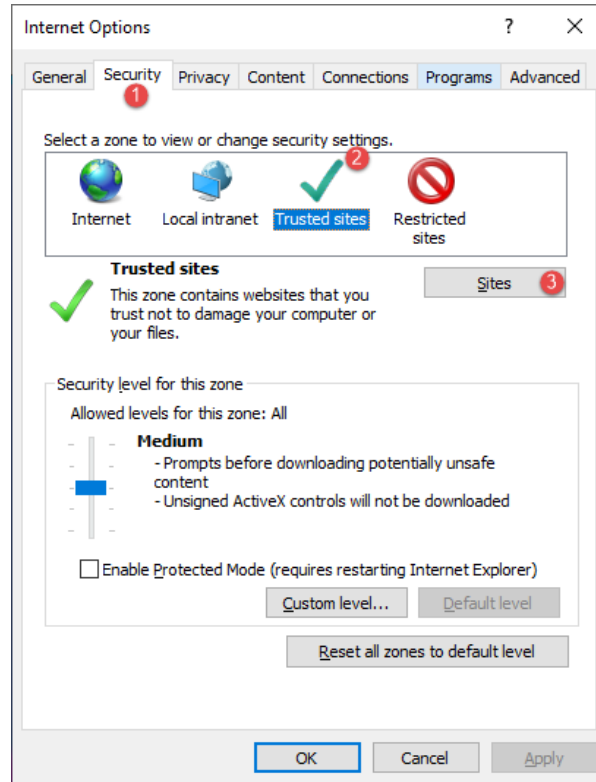 Internet Options
? X
General Security Privacy Content Connections Programs Advanced
1
Select a zone to view or change security settings.
2
Internet Local intranet Trusted sites Restricted
sites
Trusted sites
Sites 3
This zone contains websites that you
trust not to damage your computer or
your files.
Security level for this zone
Allowed levels for this zone: All
Medium
- Prompts before downloading potentially unsafe
content
- Unsigned ActiveX controls will not be downloaded
Enable Protected Mode (requires restarting Internet Explorer)
Custom level... Default level
Reset all zones to default level
OK Cancel Apply